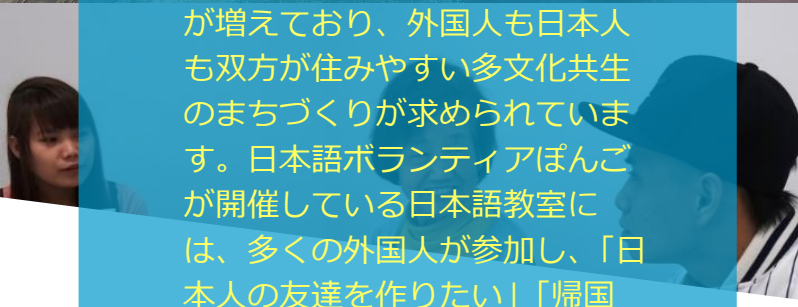 が増えており、外国人も日本人
も双方が住みやすい多文化共生
のまちづくりが求められていま
す。日本語ボランティアぽんご
が開催している日本語教室に
は、多くの外国人が参加し、「日
本人の友達を作りたい」「帰国